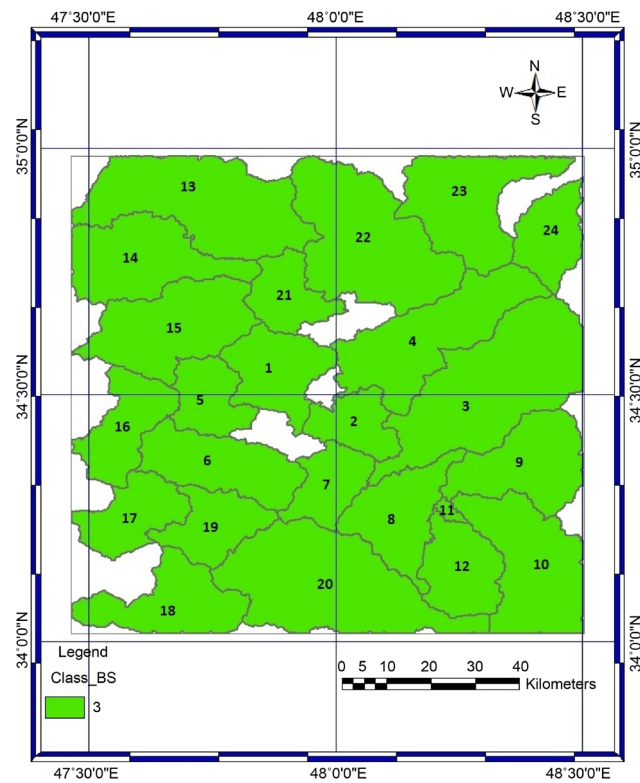 47°30'0"E 48°0'0"E 48°30'0"E
N
W E
S
35°0'0"N 35°0'0"N
13
23
24
22
14
21
15
4
1
34°30'0"N 34°30'0"N
5
3
2
16
6
9
7
11
17
8
19
12
10
20
18
34°0'0"N 34°0'0"N
Legend
Class_BS
3
0 5 10 20 30 40
Kilometers
47°30'0"E 48°0'0"E 48°30'0"E